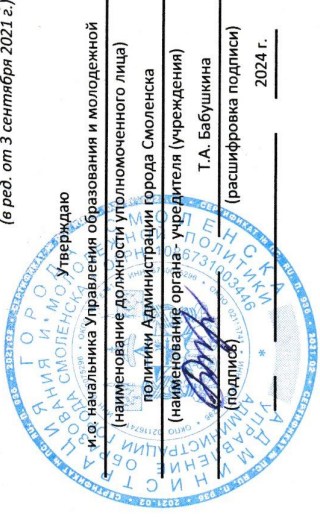 (в ред. от 3 сентября 2021 г.)
Утверждаю
и.о. начальника Управления образования и молодежной
(наименование должности уполномоченного лица)
политики Администрации города Смоленска
(наименование органа - учредителя (учреждения)
Т.А. Бабушкина
(подпись)
(расшифровка подписи)
2024 г.